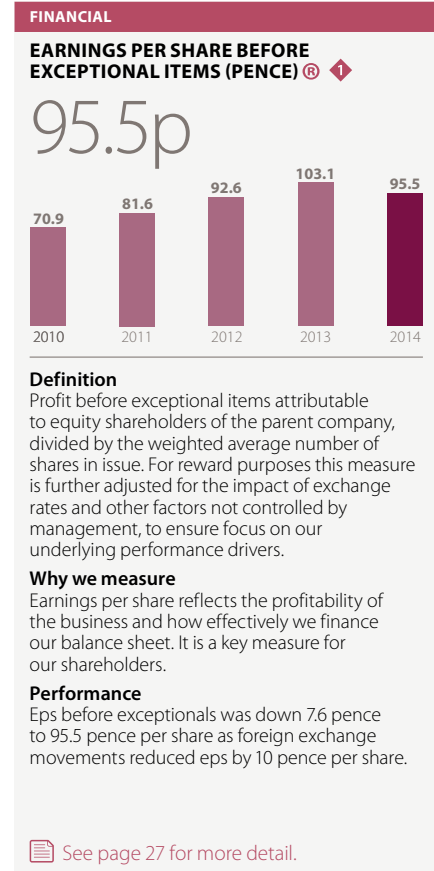 FINANCIAL
EARNINGS PER SHARE BEFORE
EXCEPTIONAL ITEMS (PENCE) ® 1
95.5p
70.9
81.6
92.6
103.1
95.5
2010
2011
2012
2013
2014
Definition
Profit before exceptional items attributable
to equity shareholders of the parent company,
divided by the weighted average number of
shares in issue. For reward purposes this measure
is further adjusted for the impact of exchange
rates and other factors not controlled by
management, to ensure focus on our
underlying performance drivers.
Why we measure
Earnings per share reflects the profitability of
the business and how effectively we finance
our balance sheet. It is a key measure for
our shareholders.
Performance
Eps before exceptionals was down 7.6 pence
to 95.5 pence per share as foreign exchange
movements reduced eps by 10 pence per share.
See page 27 for more detail.